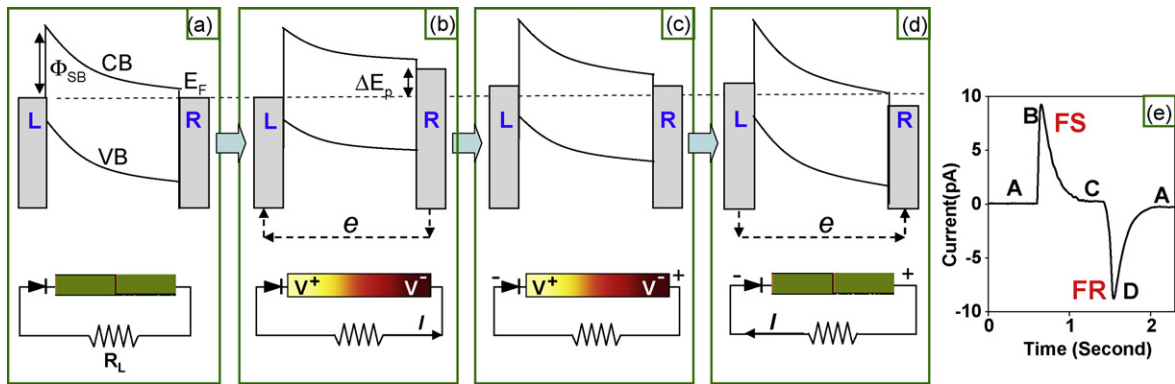 (a)
Φ_SB
CB
E_F
L
R
VB
R_L
(b)
ΔE_p
L
R
e
V⁺ V⁻
I
(c)
L
R
- V⁺ V⁻ +
(d)
L
R
e
- +
I
(e)
10
5
0
-5
-10
Current(pA)
B FS
A C A
FR D
0 1 2
Time (Second)